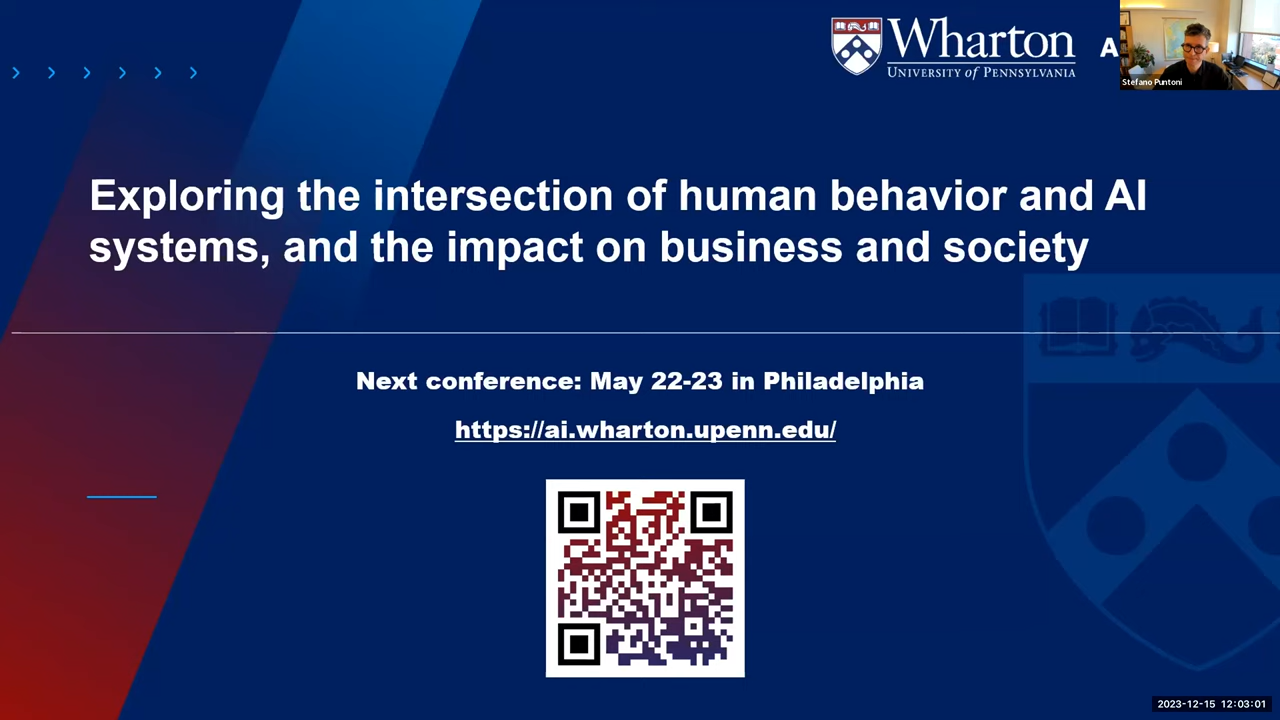 Wharton
UNIVERSITY of PENNSYLVANIA
A
Stefano Puntoni
Exploring the intersection of human behavior and AI
systems, and the impact on business and society
Next conference: May 22-23 in Philadelphia
https://ai.wharton.upenn.edu/
2023-12-15 12:03:01